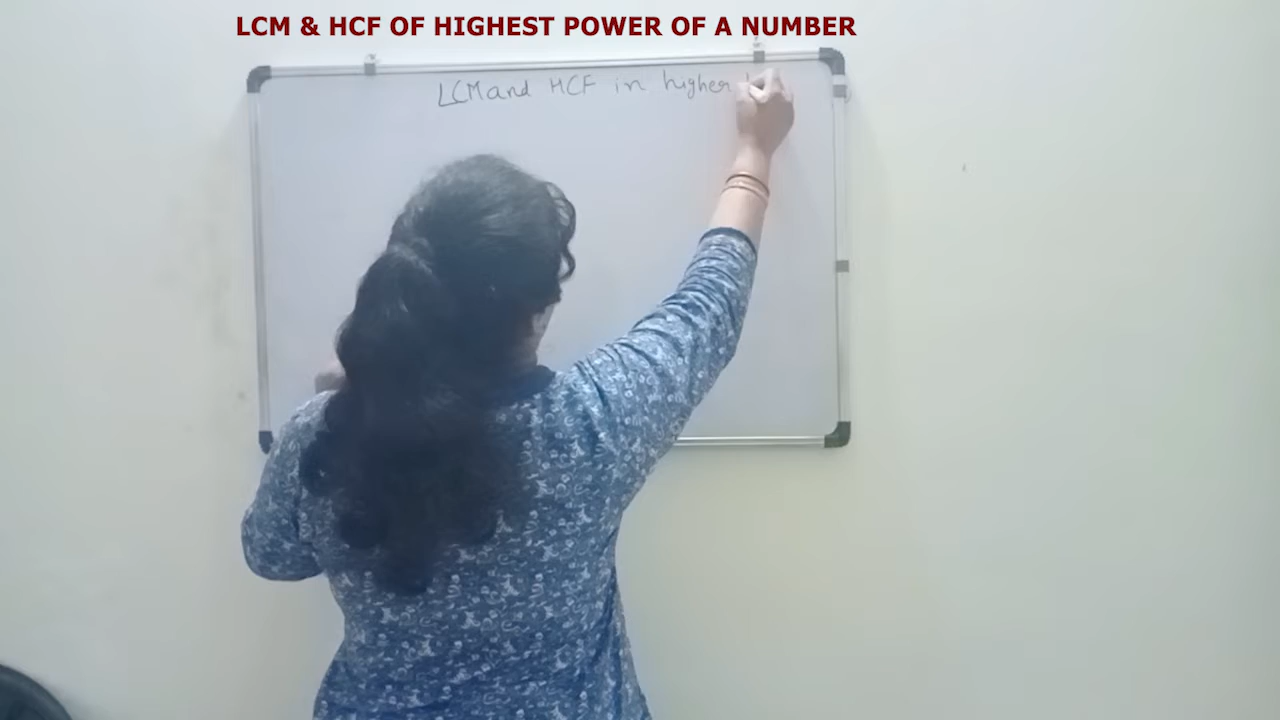 LCM & HCF OF HIGHEST POWER OF A NUMBER
LCM and HCF in higher